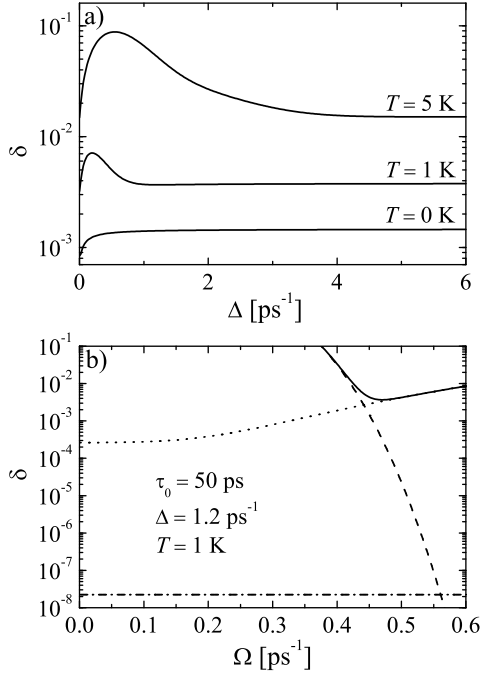 a)
10⁻¹
10⁻²
10⁻³
δ
T = 5 K
T = 1 K
T = 0 K
0 2 4 6
Δ [ps⁻¹]
b)
10⁻¹
10⁻²
10⁻³
10⁻⁴
10⁻⁵
10⁻⁶
10⁻⁷
10⁻⁸
δ
τ₀ = 50 ps
Δ = 1.2 ps⁻¹
T = 1 K
0.0 0.1 0.2 0.3 0.4 0.5 0.6
Ω [ps⁻¹]